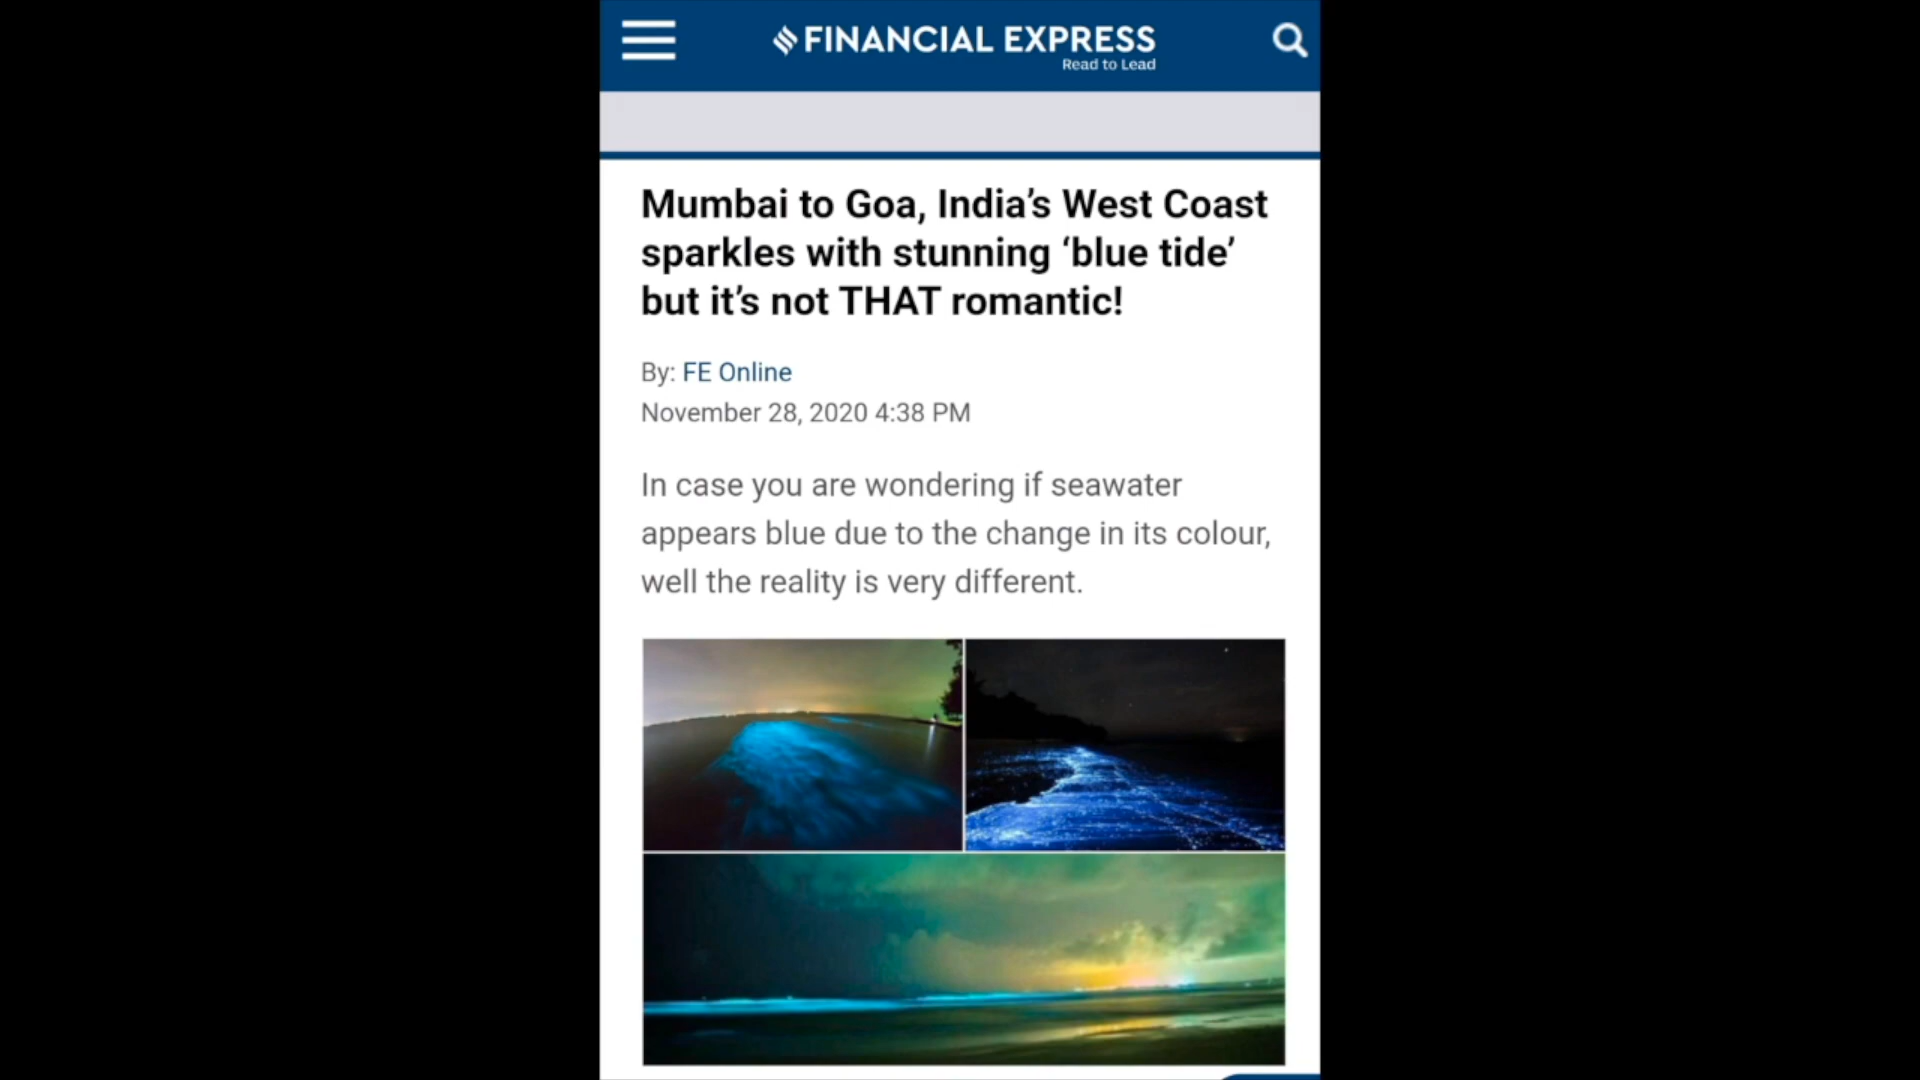 FINANCIAL EXPRESS
Read to Lead
Mumbai to Goa, India’s West Coast
sparkles with stunning ‘blue tide’
but it’s not THAT romantic!
By: FE Online
November 28, 2020 4:38 PM
In case you are wondering if seawater
appears blue due to the change in its colour,
well the reality is very different.